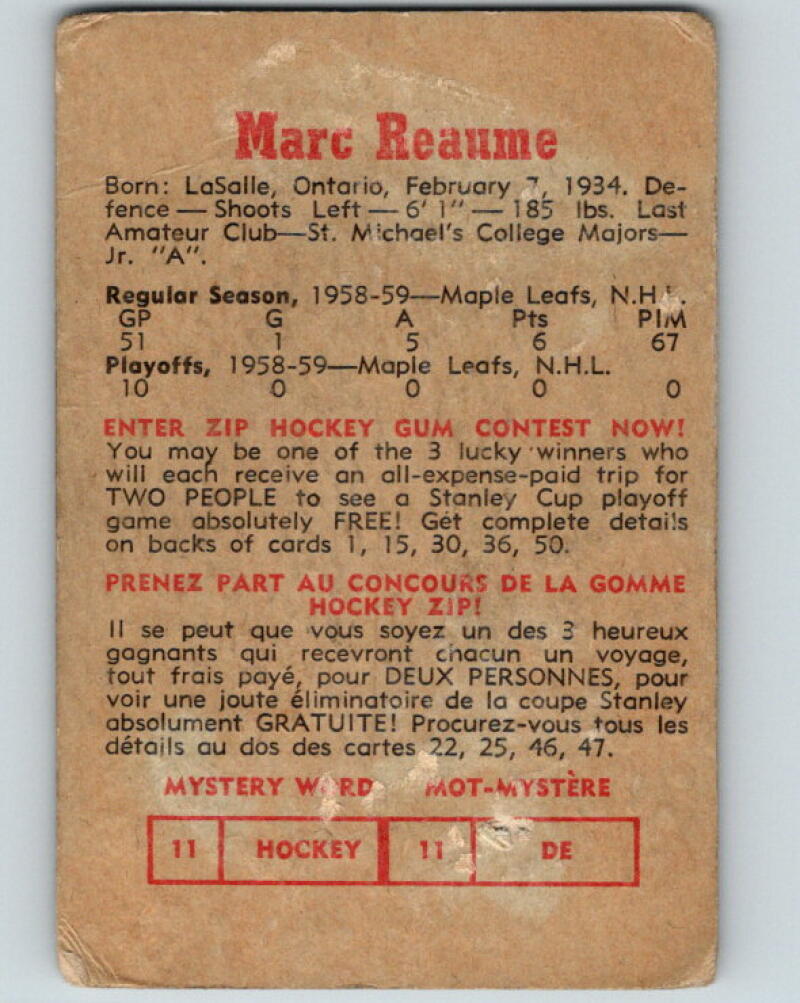 Marc Reaume
Born: LaSalle, Ontario, February 7, 1934. De-
fence — Shoots Left — 6' 1" — 185 lbs. Last
Amateur Club—St. Michael's College Majors—
Jr. "A".
Regular Season, 1958-59—Maple Leafs, N.H.L.
GP G A Pts PIM
51 1 5 6 67
Playoffs, 1958-59—Maple Leafs, N.H.L.
10 0 0 0 0
ENTER ZIP HOCKEY GUM CONTEST NOW!
You may be one of the 3 lucky winners who
will each receive an all-expense-paid trip for
TWO PEOPLE to see a Stanley Cup playoff
game absolutely FREE! Get complete details
on backs of cards 1, 15, 30, 36, 50.
PRENEZ PART AU CONCOURS DE LA GOMME
HOCKEY ZIP!
Il se peut que vous soyez un des 3 heureux
gagnants qui recevront chacun un voyage,
tout frais payé, pour DEUX PERSONNES, pour
voir une joute éliminatoire de la coupe Stanley
absolument GRATUITE! Procurez-vous tous les
détails au dos des cartes 22, 25, 46, 47.
MYSTERY WORD MOT-MYSTÈRE
11 HOCKEY 11 DE